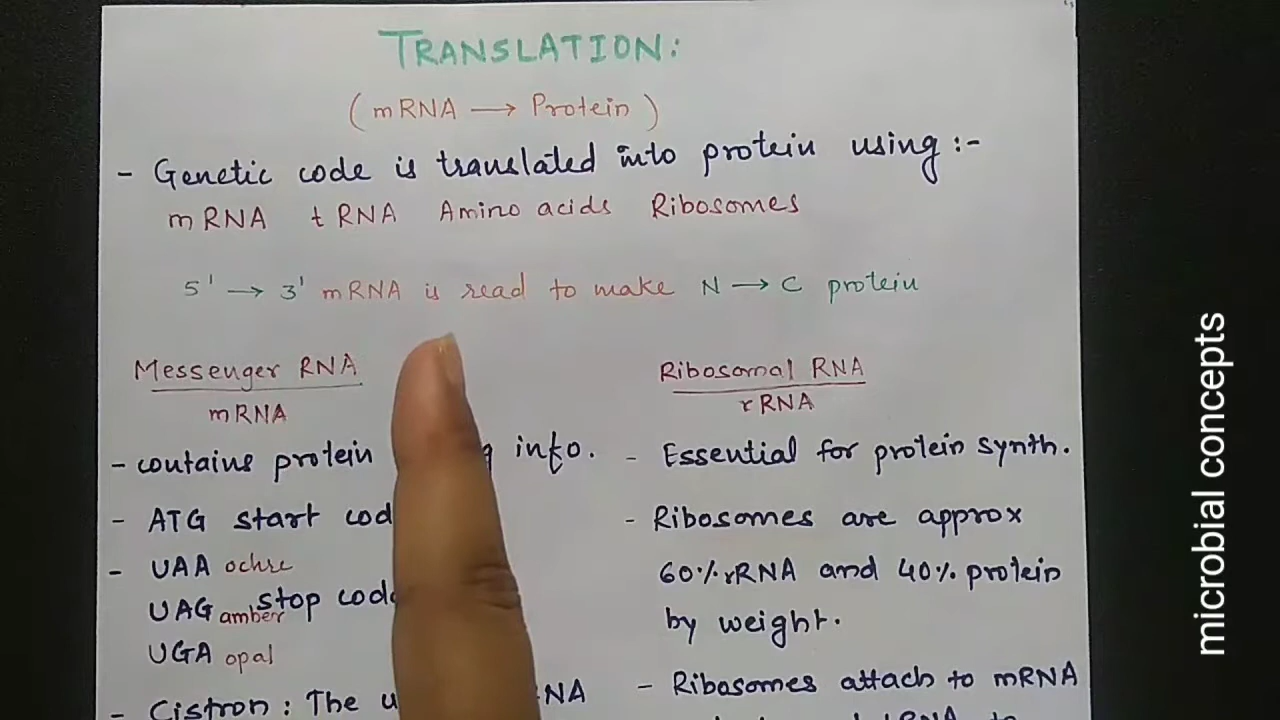 TRANSLATION:
(mRNA → Protein)
- Genetic code is translated into protein using :-
mRNA tRNA Amino acids Ribosomes
5' → 3' mRNA is read to make N → C protein
Messenger RNA
mRNA
- contains protein info.
- ATG start
- UAA ochre
UAG amber stop
UGA opal
- Cistron : The
Ribosomal RNA
rRNA
- Essential for protein synth.
- Ribosomes are approx
60% rRNA and 40% protein
by weight.
- Ribosomes attach to mRNA
microbial concepts